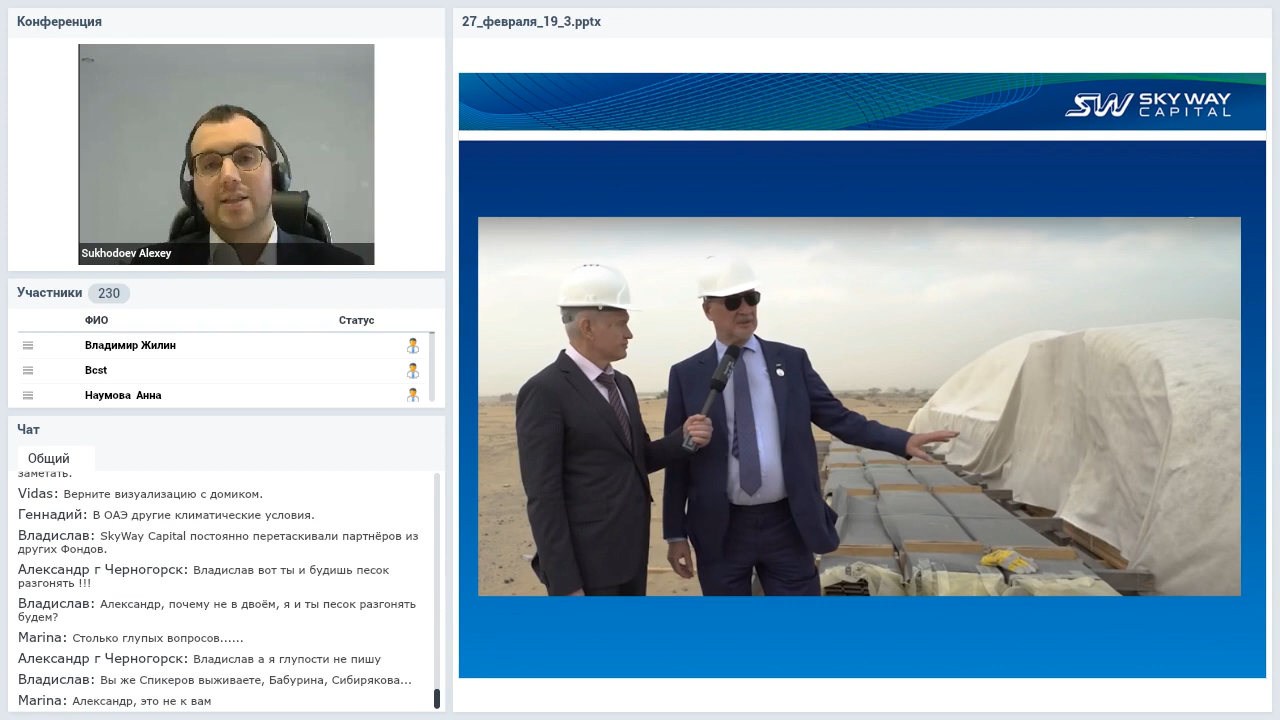 Конференция
Sukhodoev Alexey
Участники 230
ФИО Статус
Владимир Жилин
Bcst
Наумова Анна
Чат
Общий
заметать.
Vidas: Верните визуализацию с домиком.
Геннадий: В ОАЭ другие климатические условия.
Владислав: SkyWay Capital постоянно перетаскивали партнёров из
других Фондов.
Александр г Черногорск: Владислав вот ты и будишь песок
разгонять !!!
Владислав: Александр, почему не в двоём, я и ты песок разгонять
будем?
Marina: Столько глупых вопросов......
Александр г Черногорск: Владислав а я глупости не пишу
Владислав: Вы же Спикеров выживаете, Бабурина, Сибирякова...
Marina: Александр, это не к вам
27_февраля_19_3.pptx
SW SKY WAY
CAPITAL